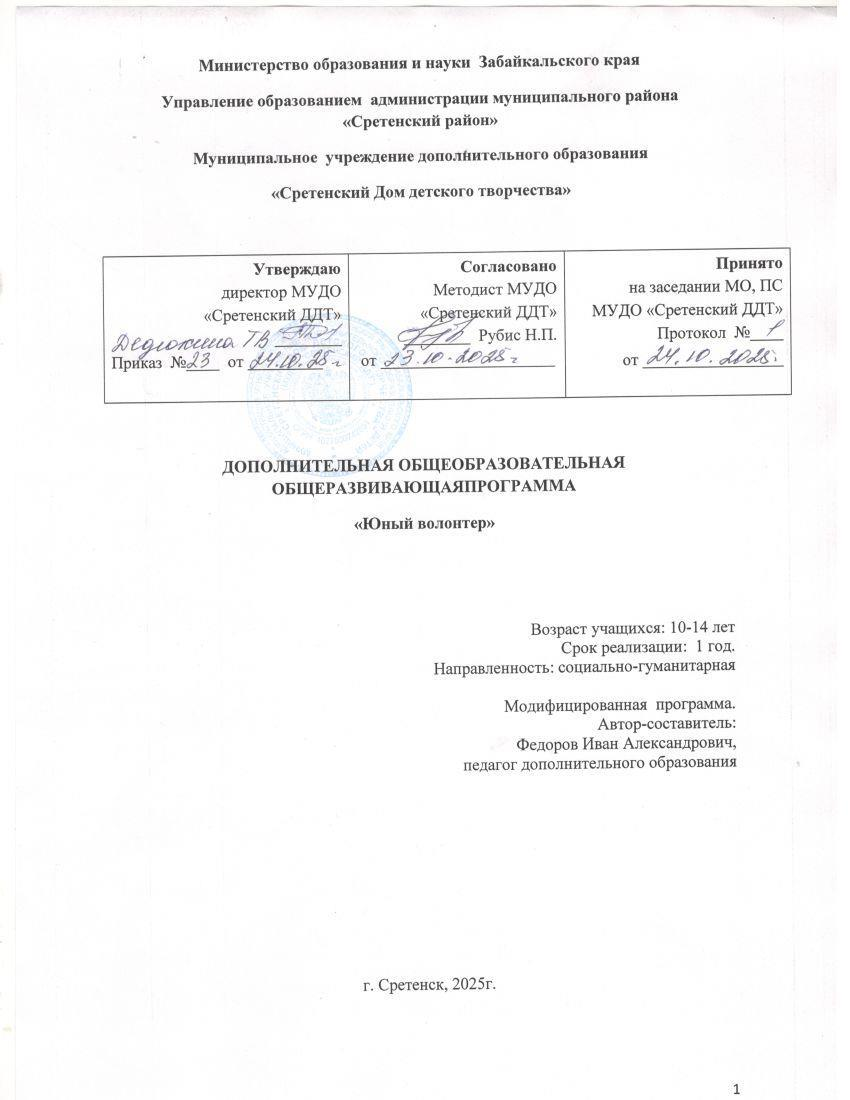 Министерство образования и науки Забайкальского края
Управление образованием администрации муниципального района
«Сретенский район»
Муниципальное учреждение дополнительного образования
«Сретенский Дом детского творчества»
Утверждаю
директор МУДО
«Сретенский ДДТ»
Дедюхина ТВ
Приказ №23 от 24.10.25 г
Согласовано
Методист МУДО
«Сретенский ДДТ»
Рубис Н.П.
от 23.10.2025 г
Принято
на заседании МО, ПС
МУДО «Сретенский ДДТ»
Протокол № 1
от 24.10.2025г.
ДОПОЛНИТЕЛЬНАЯ ОБЩЕОБРАЗОВАТЕЛЬНАЯ
ОБЩЕРАЗВИВАЮЩАЯПРОГРАММА
«Юный волонтер»
Возраст учащихся: 10-14 лет
Срок реализации: 1 год.
Направленность: социально-гуманитарная
Модифицированная программа.
Автор-составитель:
Федоров Иван Александрович,
педагог дополнительного образования
г. Сретенск, 2025г.
1